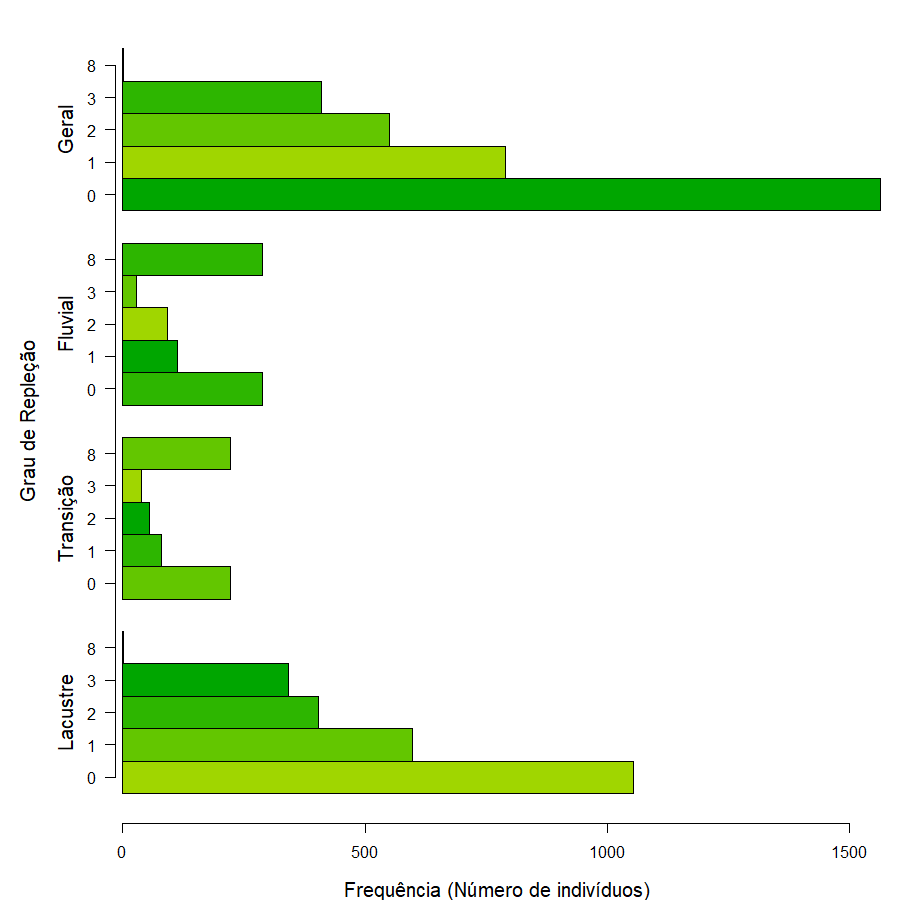 Grau de Repleção
Geral
8
3
2
1
0
Fluvial
8
3
2
1
0
Transição
8
3
2
1
0
Lacustre
8
3
2
1
0
0 500 1000 1500
Frequência (Número de indivíduos)